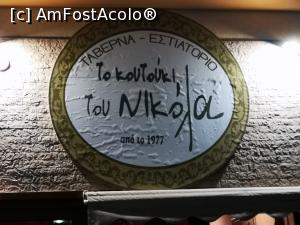 [c] AmFostAcolo®
ΤΑΒΕΡΝΑ - ΕΣΤΙΑΤΟΡΙΟ
το κουτούκι
του Νικόλα
από το 1977